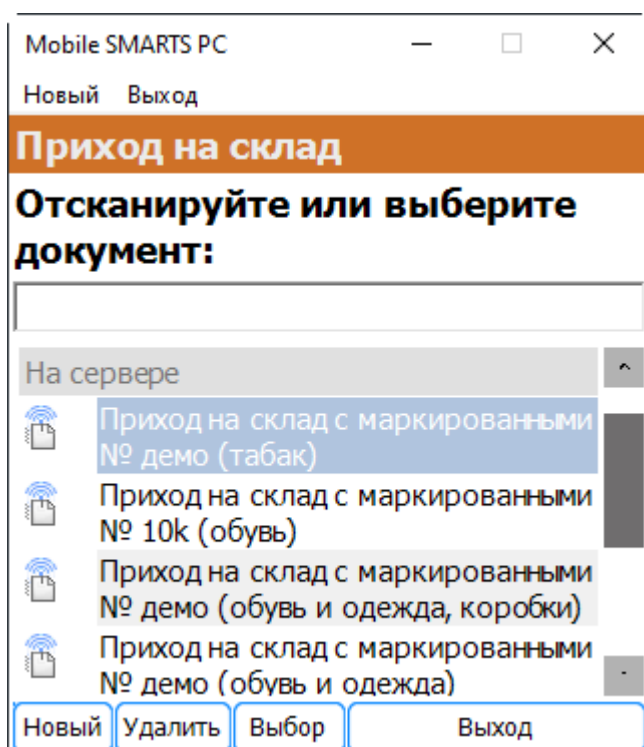 Mobile SMARTS PC
Новый Выход
Приход на склад
Отсканируйте или выберите
документ:
На сервере
Приход на склад с маркированными
№ демо (табак)
Приход на склад с маркированными
№ 10k (обувь)
Приход на склад с маркированными
№ демо (обувь и одежда, коробки)
Приход на склад с маркированными
№ демо (обувь и одежда)
Новый Удалить Выбор Выход